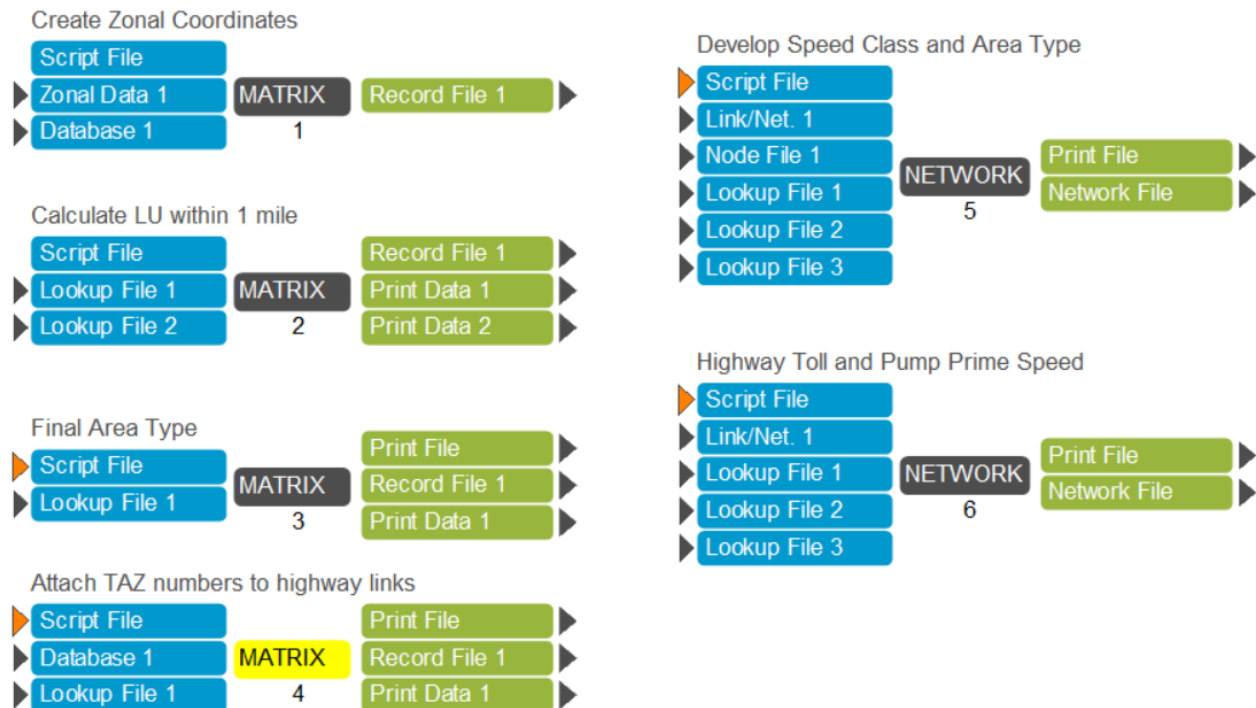 Create Zonal Coordinates
Script File
Zonal Data 1
MATRIX
Record File 1
Database 1
1
Calculate LU within 1 mile
Script File
Record File 1
Lookup File 1
MATRIX
Print Data 1
Lookup File 2
2
Print Data 2
Final Area Type
Print File
Script File
MATRIX
Record File 1
Lookup File 1
3
Print Data 1
Attach TAZ numbers to highway links
Script File
Print File
Database 1
MATRIX
Record File 1
Lookup File 1
4
Print Data 1
Develop Speed Class and Area Type
Script File
Link/Net. 1
Node File 1
Print File
NETWORK
Lookup File 1
Network File
5
Lookup File 2
Lookup File 3
Highway Toll and Pump Prime Speed
Script File
Link/Net. 1
Print File
Lookup File 1
NETWORK
Network File
Lookup File 2
6
Lookup File 3